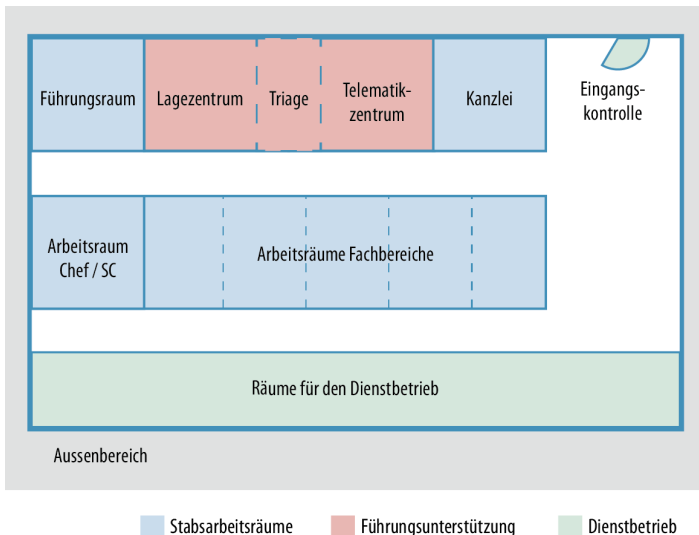 Führungsraum
Lagezentrum
Triage
Telematik-
zentrum
Kanzlei
Eingangs-
kontrolle
Arbeitsraum
Chef / SC
Arbeitsräume Fachbereiche
Räume für den Dienstbetrieb
Aussenbereich
Stabsarbeitsräume
Führungsunterstützung
Dienstbetrieb